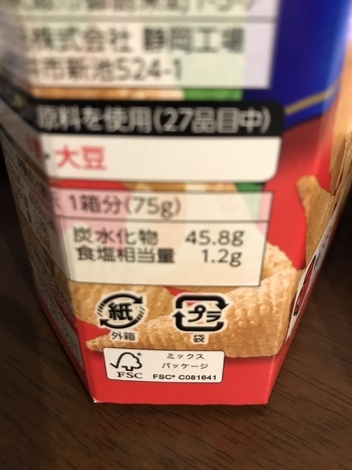 株式会社 静岡工場
市新池524-1
原料を使用(27品目中)
・大豆
1箱分(75g)
炭水化物 45.8g
食塩相当量 1.2g
紙 プラ
外箱 袋
FSC
ミックス
パッケージ
FSC® C081641